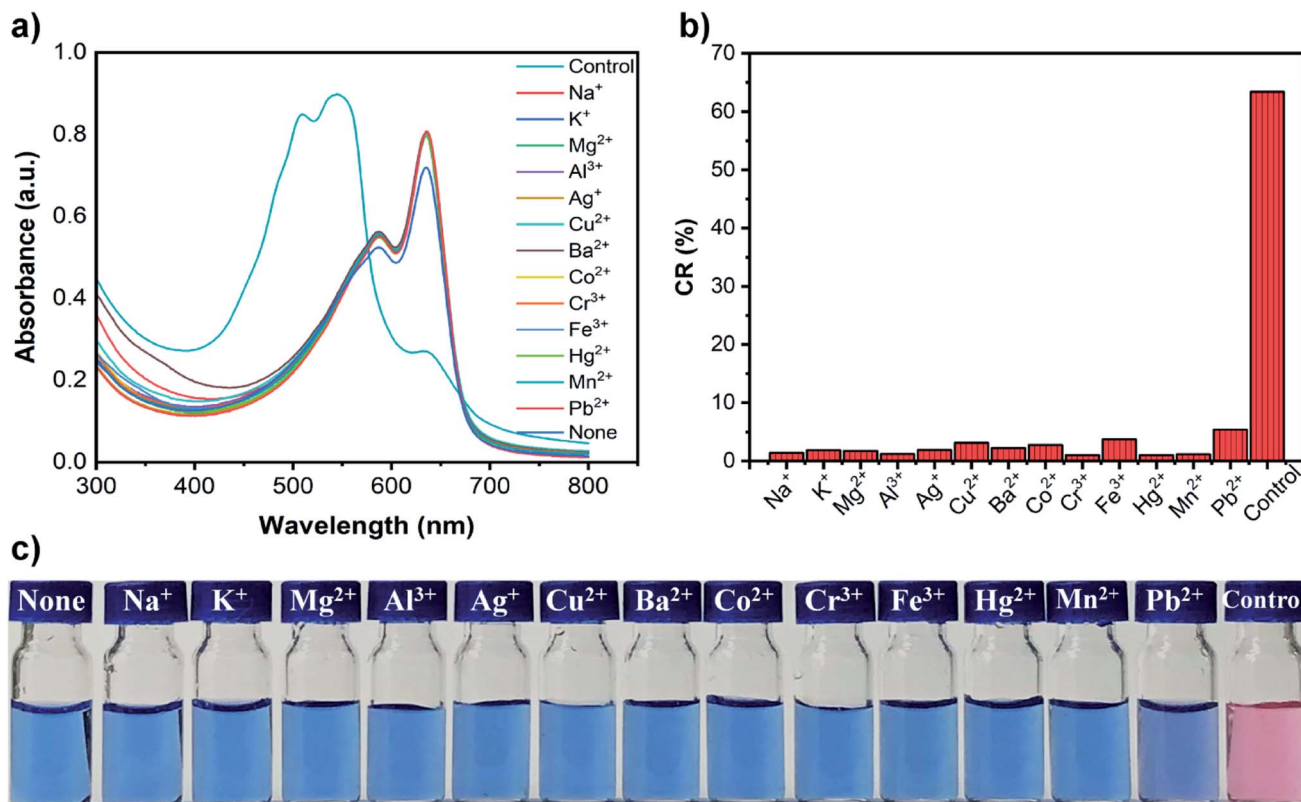 a)
1.0
0.8
0.6
0.4
0.2
0.0
Absorbance (a.u.)
300 400 500 600 700 800
Wavelength (nm)
Control
Na⁺
K⁺
Mg²⁺
Al³⁺
Ag⁺
Cu²⁺
Ba²⁺
Co²⁺
Cr³⁺
Fe³⁺
Hg²⁺
Mn²⁺
Pb²⁺
None
b)
70
60
50
40
30
20
10
0
CR (%)
Na⁺ K⁺ Mg²⁺ Al³⁺ Ag⁺ Cu²⁺ Ba²⁺ Co²⁺ Cr³⁺ Fe³⁺ Hg²⁺ Mn²⁺ Pb²⁺ Control
c)
None Na⁺ K⁺ Mg²⁺ Al³⁺ Ag⁺ Cu²⁺ Ba²⁺ Co²⁺ Cr³⁺ Fe³⁺ Hg²⁺ Mn²⁺ Pb²⁺ Control